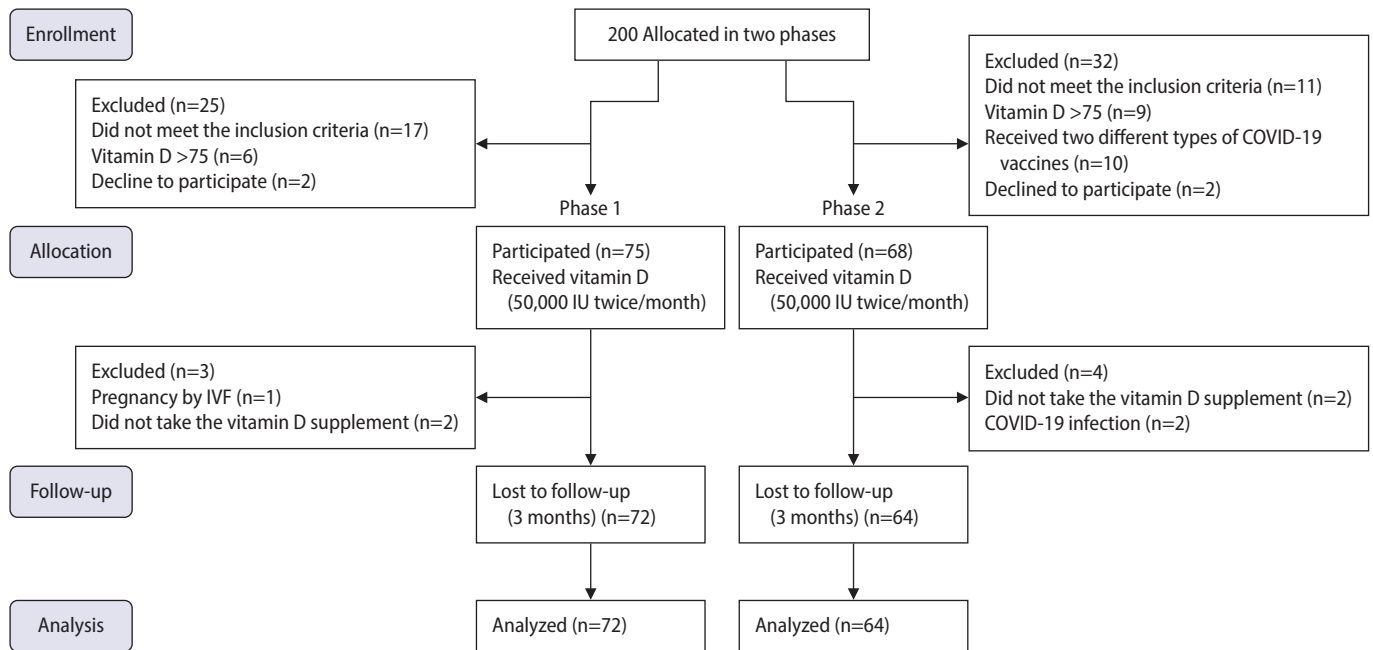 Enrollment
200 Allocated in two phases
Excluded (n=25)
Did not meet the inclusion criteria (n=17)
Vitamin D >75 (n=6)
Decline to participate (n=2)
Excluded (n=32)
Did not meet the inclusion criteria (n=11)
Vitamin D >75 (n=9)
Received two different types of COVID-19
vaccines (n=10)
Declined to participate (n=2)
Phase 1
Phase 2
Allocation
Participated (n=75)
Received vitamin D
(50,000 IU twice/month)
Participated (n=68)
Received vitamin D
(50,000 IU twice/month)
Excluded (n=3)
Pregnancy by IVF (n=1)
Did not take the vitamin D supplement (n=2)
Excluded (n=4)
Did not take the vitamin D supplement (n=2)
COVID-19 infection (n=2)
Follow-up
Lost to follow-up
(3 months) (n=72)
Lost to follow-up
(3 months) (n=64)
Analysis
Analyzed (n=72)
Analyzed (n=64)